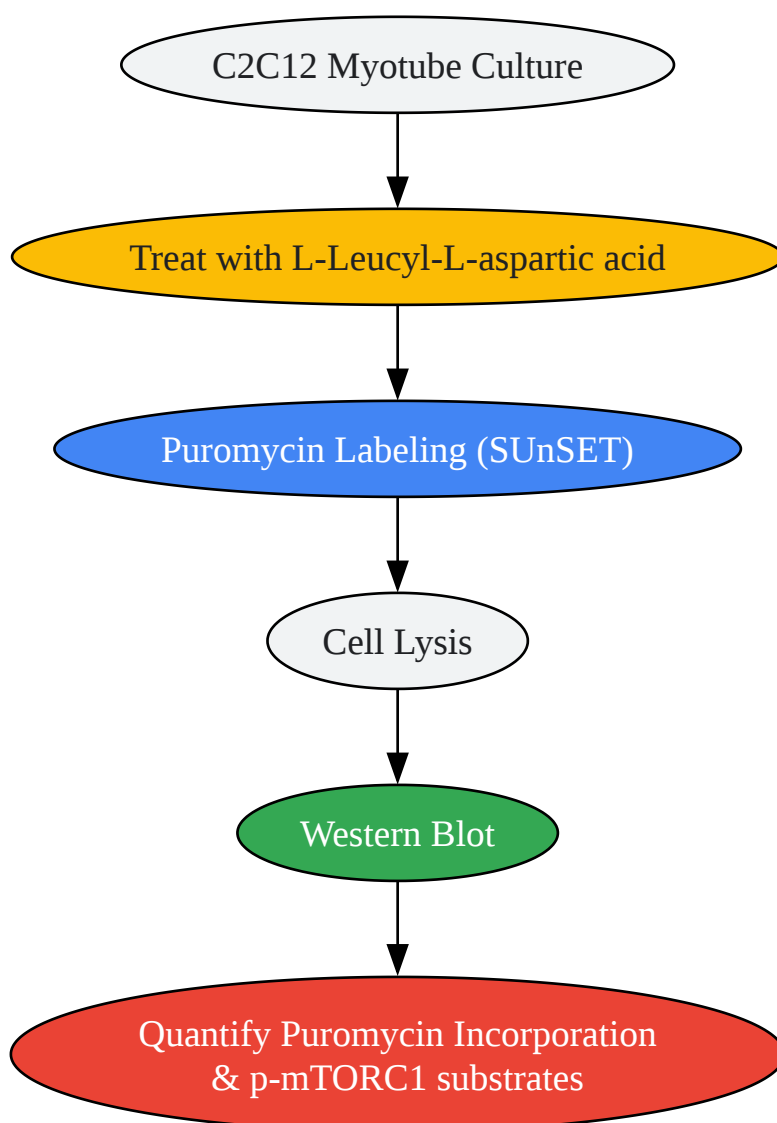 C2C12 Myotube Culture
Treat with L-Leucyl-L-aspartic acid
Puromycin Labeling (SUnSET)
Cell Lysis
Western Blot
Quantify Puromycin Incorporation
& p-mTORC1 substrates